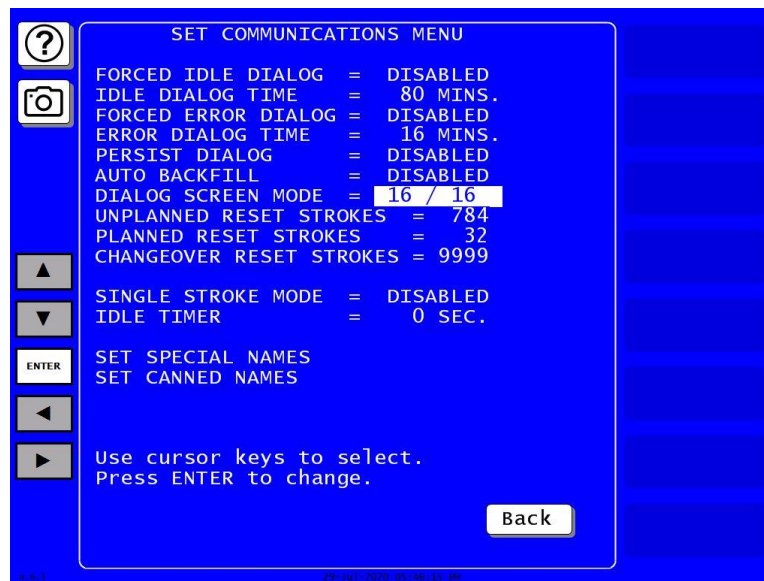 SET COMMUNICATIONS MENU
FORCED IDLE DIALOG = DISABLED
IDLE DIALOG TIME = 80 MINS.
FORCED ERROR DIALOG = DISABLED
ERROR DIALOG TIME = 16 MINS.
PERSIST DIALOG = DISABLED
AUTO BACKFILL = DISABLED
DIALOG SCREEN MODE = 16 / 16
UNPLANNED RESET STROKES = 784
PLANNED RESET STROKES = 32
CHANGEOVER RESET STROKES = 9999
SINGLE STROKE MODE = DISABLED
IDLE TIMER = 0 SEC.
ENTER
SET SPECIAL NAMES
SET CANNED NAMES
Use cursor keys to select.
Press ENTER to change.
Back